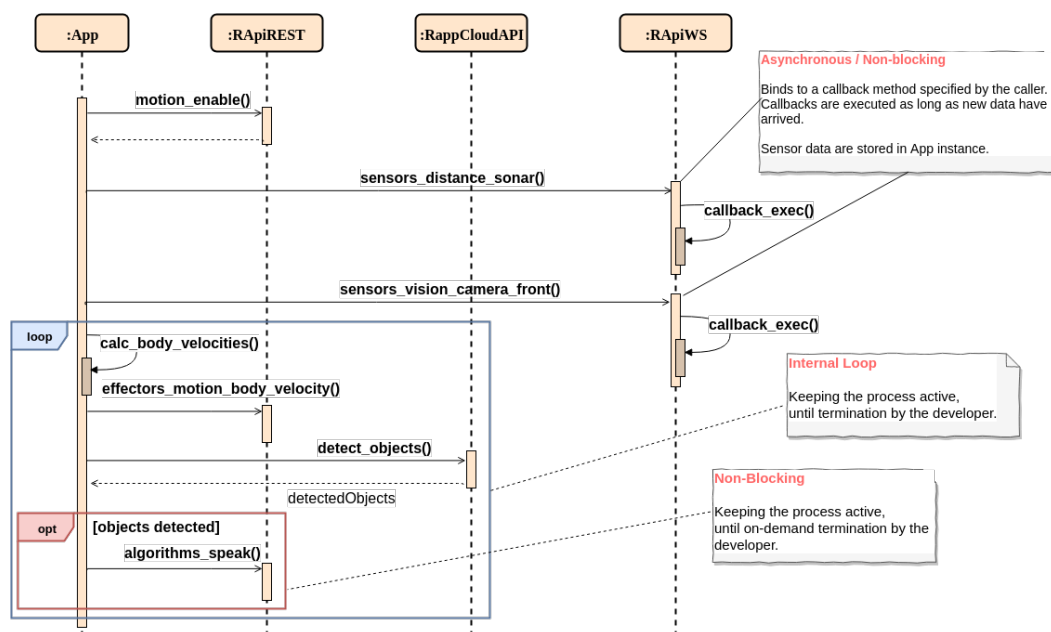 :App
:RApiREST
:RappCloudAPI
:RApiWS
Asynchronous / Non-blocking
Binds to a callback method specified by the caller.
Callbacks are executed as long as new data have
arrived.
Sensor data are stored in App instance.
motion_enable()
sensors_distance_sonar()
callback_exec()
sensors_vision_camera_front()
callback_exec()
loop
calc_body_velocities()
effectors_motion_body_velocity()
Internal Loop
Keeping the process active,
until termination by the developer.
detect_objects()
detectedObjects
Non-Blocking
Keeping the process active,
until on-demand termination by the
developer.
opt
[objects detected]
algorithms_speak()